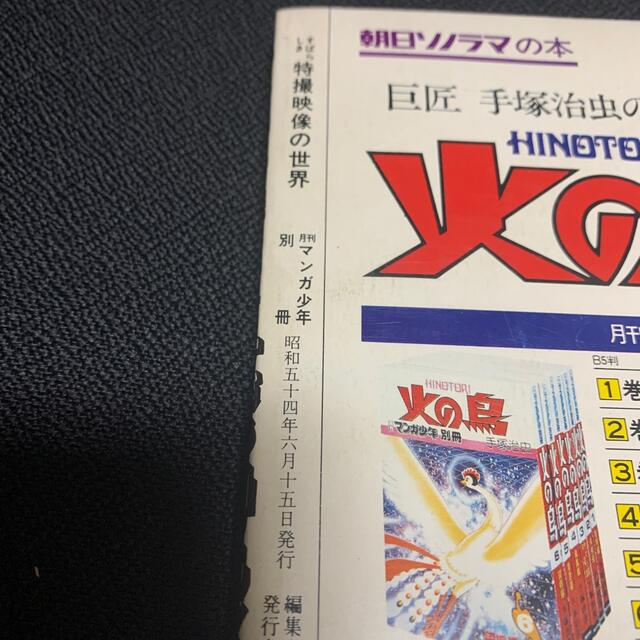 すばらしき特撮映像の世界
月刊マンガ少年別冊
昭和五十四年六月十五日発行
編集
発行
朝日ソノラマの本
巨匠 手塚治虫の
HINOTO
火の
月刊
B5判
1巻
2巻
3巻
4
5
HINOTORI
火の鳥
マンガ少年 別冊
手塚治虫